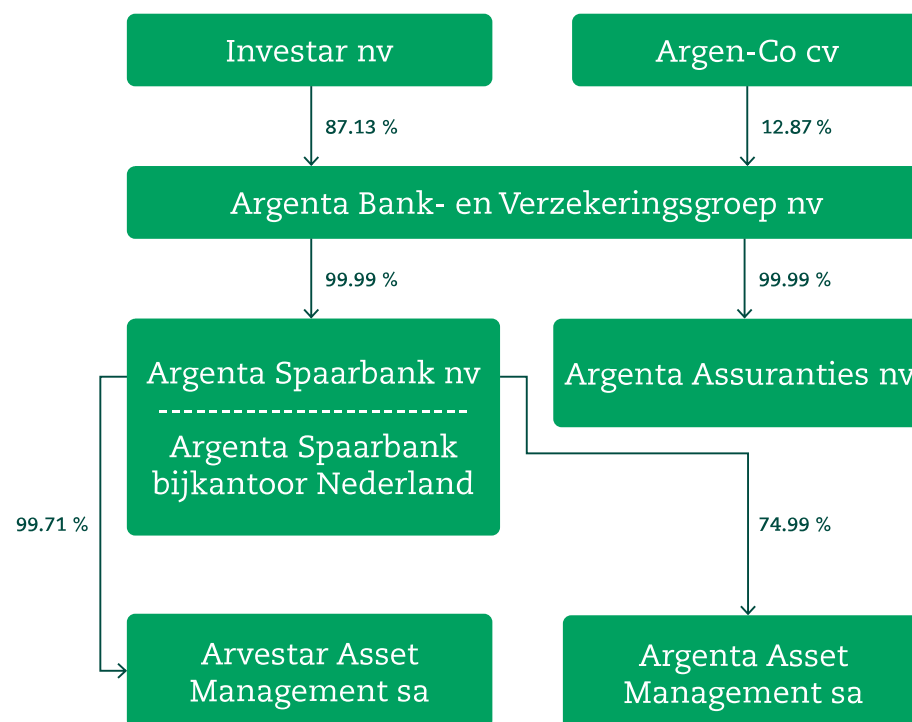 Investar nv
Argen-Co cv
87.13 %
12.87 %
Argenta Bank- en Verzekeringsgroep nv
99.99 %
99.99 %
Argenta Spaarbank nv
Argenta Assuranties nv
Argenta Spaarbank
bijkantoor Nederland
99.71 %
74.99 %
Arvestar Asset
Management sa
Argenta Asset
Management sa